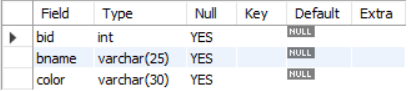 Field Type Null Key Default Extra
bid int YES NULL
bname varchar(25) YES NULL
color varchar(30) YES NULL